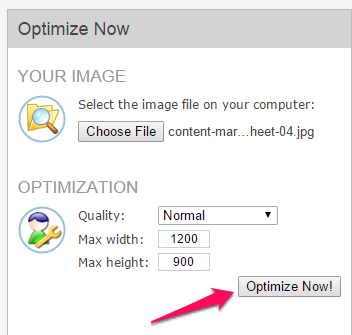 Optimize Now
YOUR IMAGE
Select the image file on your computer:
Choose File content-mar...heet-04.jpg
OPTIMIZATION
Quality: Normal
Max width: 1200
Max height: 900
Optimize Now!